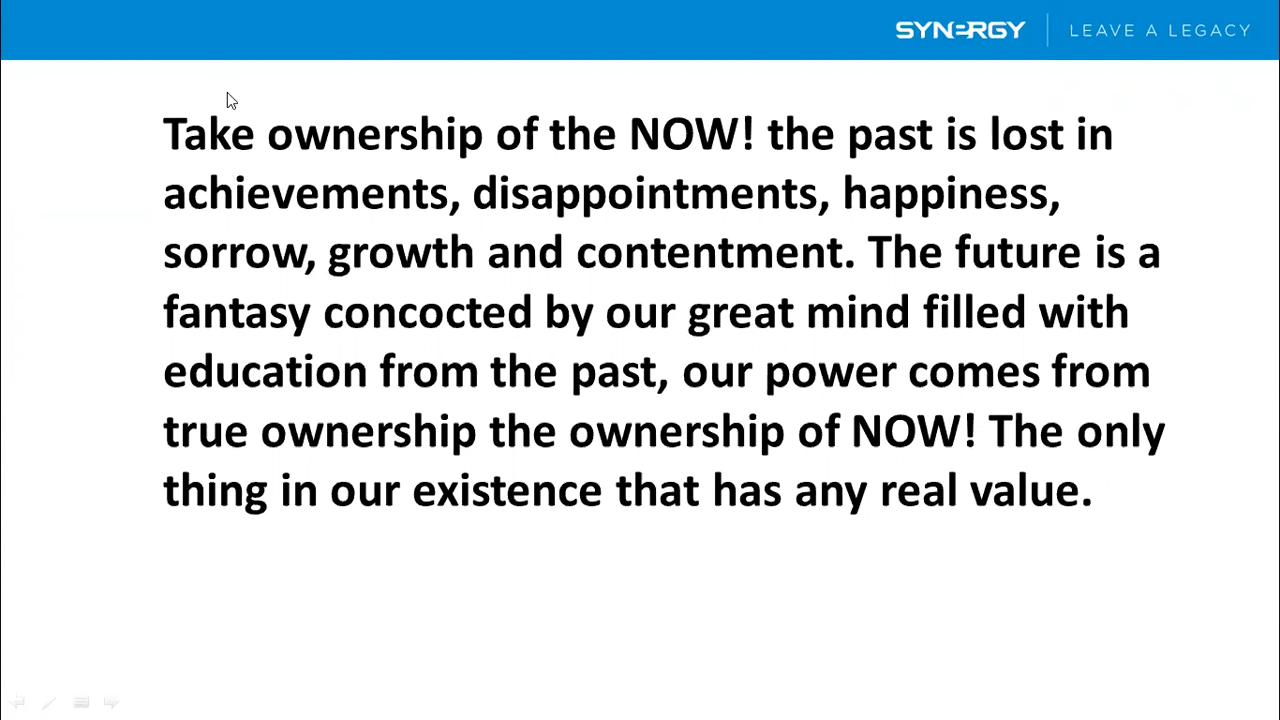 SYNERGY | LEAVE A LEGACY
Take ownership of the NOW! the past is lost in
achievements, disappointments, happiness,
sorrow, growth and contentment. The future is a
fantasy concocted by our great mind filled with
education from the past, our power comes from
true ownership the ownership of NOW! The only
thing in our existence that has any real value.